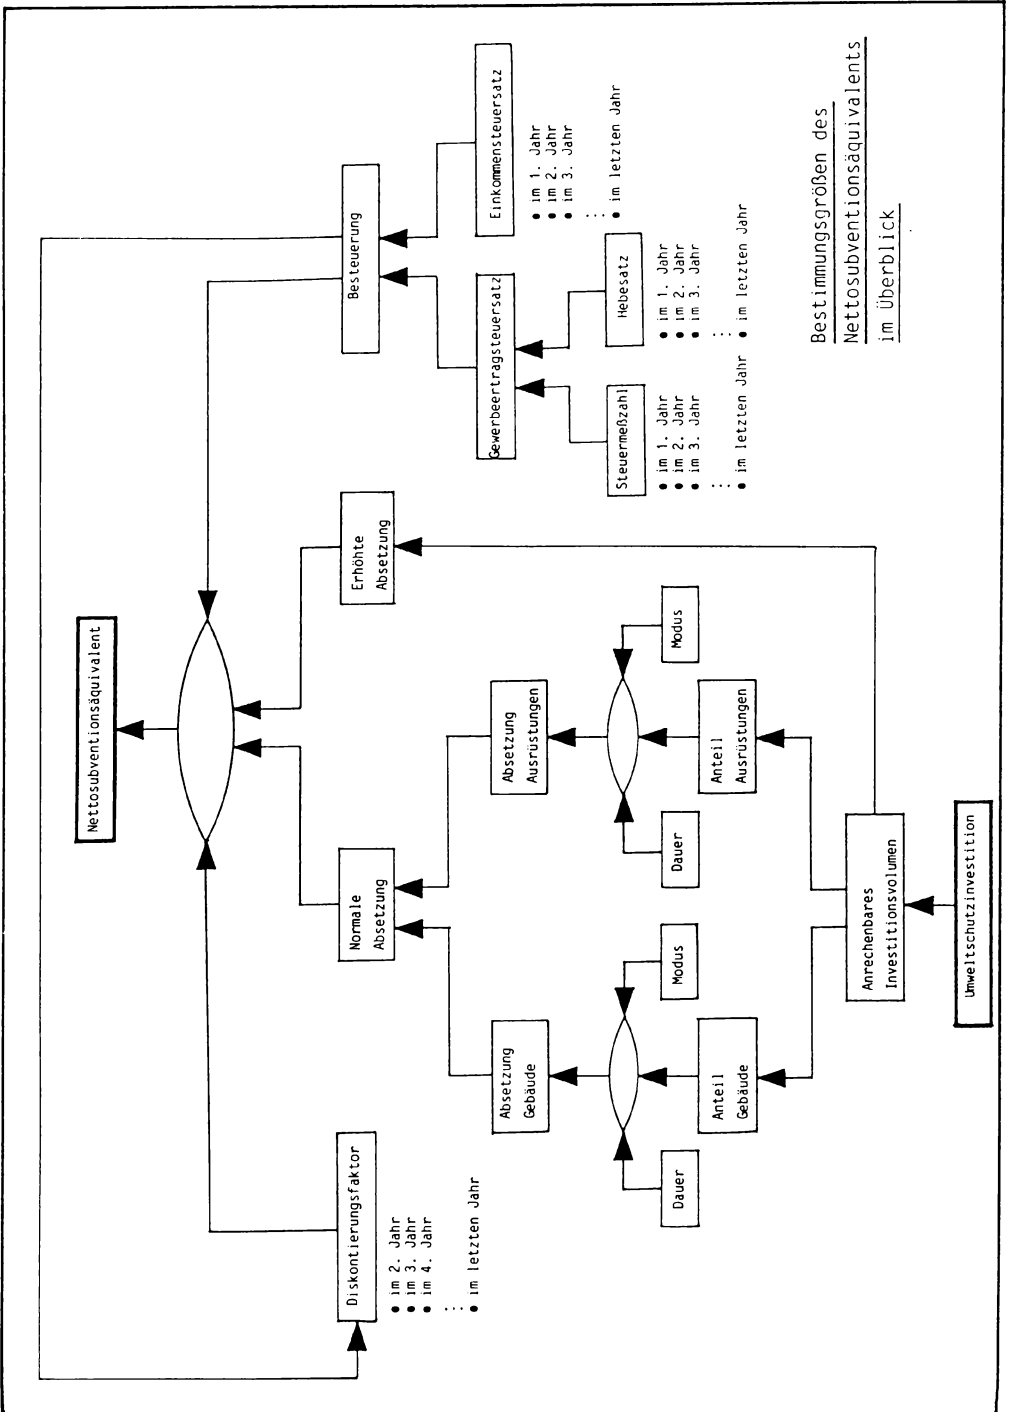 Nettosubventionsäquivalent
Diskontierungsfaktor
• im 2. Jahr
• im 3. Jahr
• im 4. Jahr
:
• im letzten Jahr
Normale
Absetzung
Erhöhte
Absetzung
Besteuerung
Absetzung
Gebäude
Absetzung
Ausrüstungen
Gewerbeertragsteuersatz
Einkommensteuersatz
• im 1. Jahr
• im 2. Jahr
• im 3. Jahr
:
• im letzten Jahr
Steuermeßzahl
• im 1. Jahr
• im 2. Jahr
• im 3. Jahr
:
• im letzten Jahr
Hebesatz
• im 1. Jahr
• im 2. Jahr
• im 3. Jahr
:
• im letzten Jahr
Dauer
Modus
Dauer
Modus
Anteil
Gebäude
Anteil
Ausrüstungen
Anrechenbares
Investitionsvolumen
Umweltschutzinvestition
Bestimmungsgrößen des
Nettosubventionsäquivalents
im Überblick